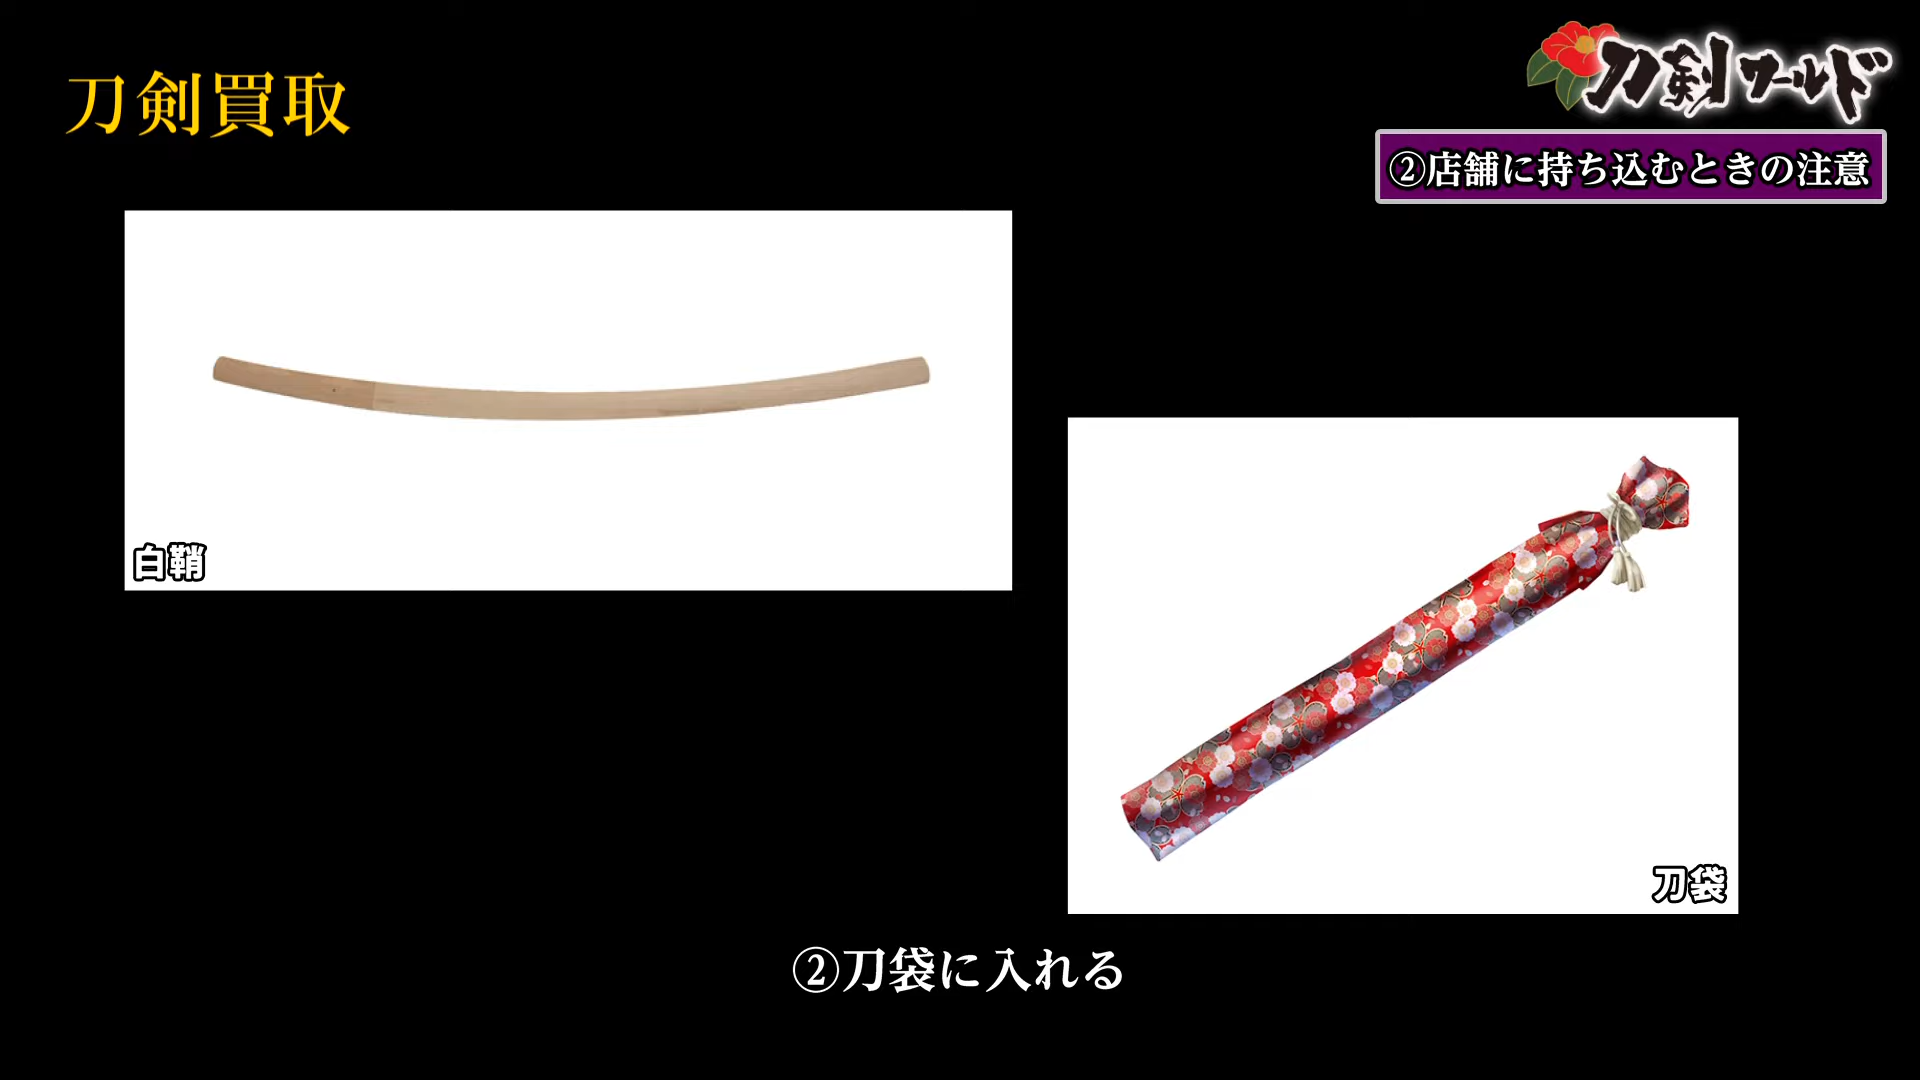 刀剣買取
刀剣ワールド
②店舗に持ち込むときの注意
白鞘
刀袋
②刀袋に入れる